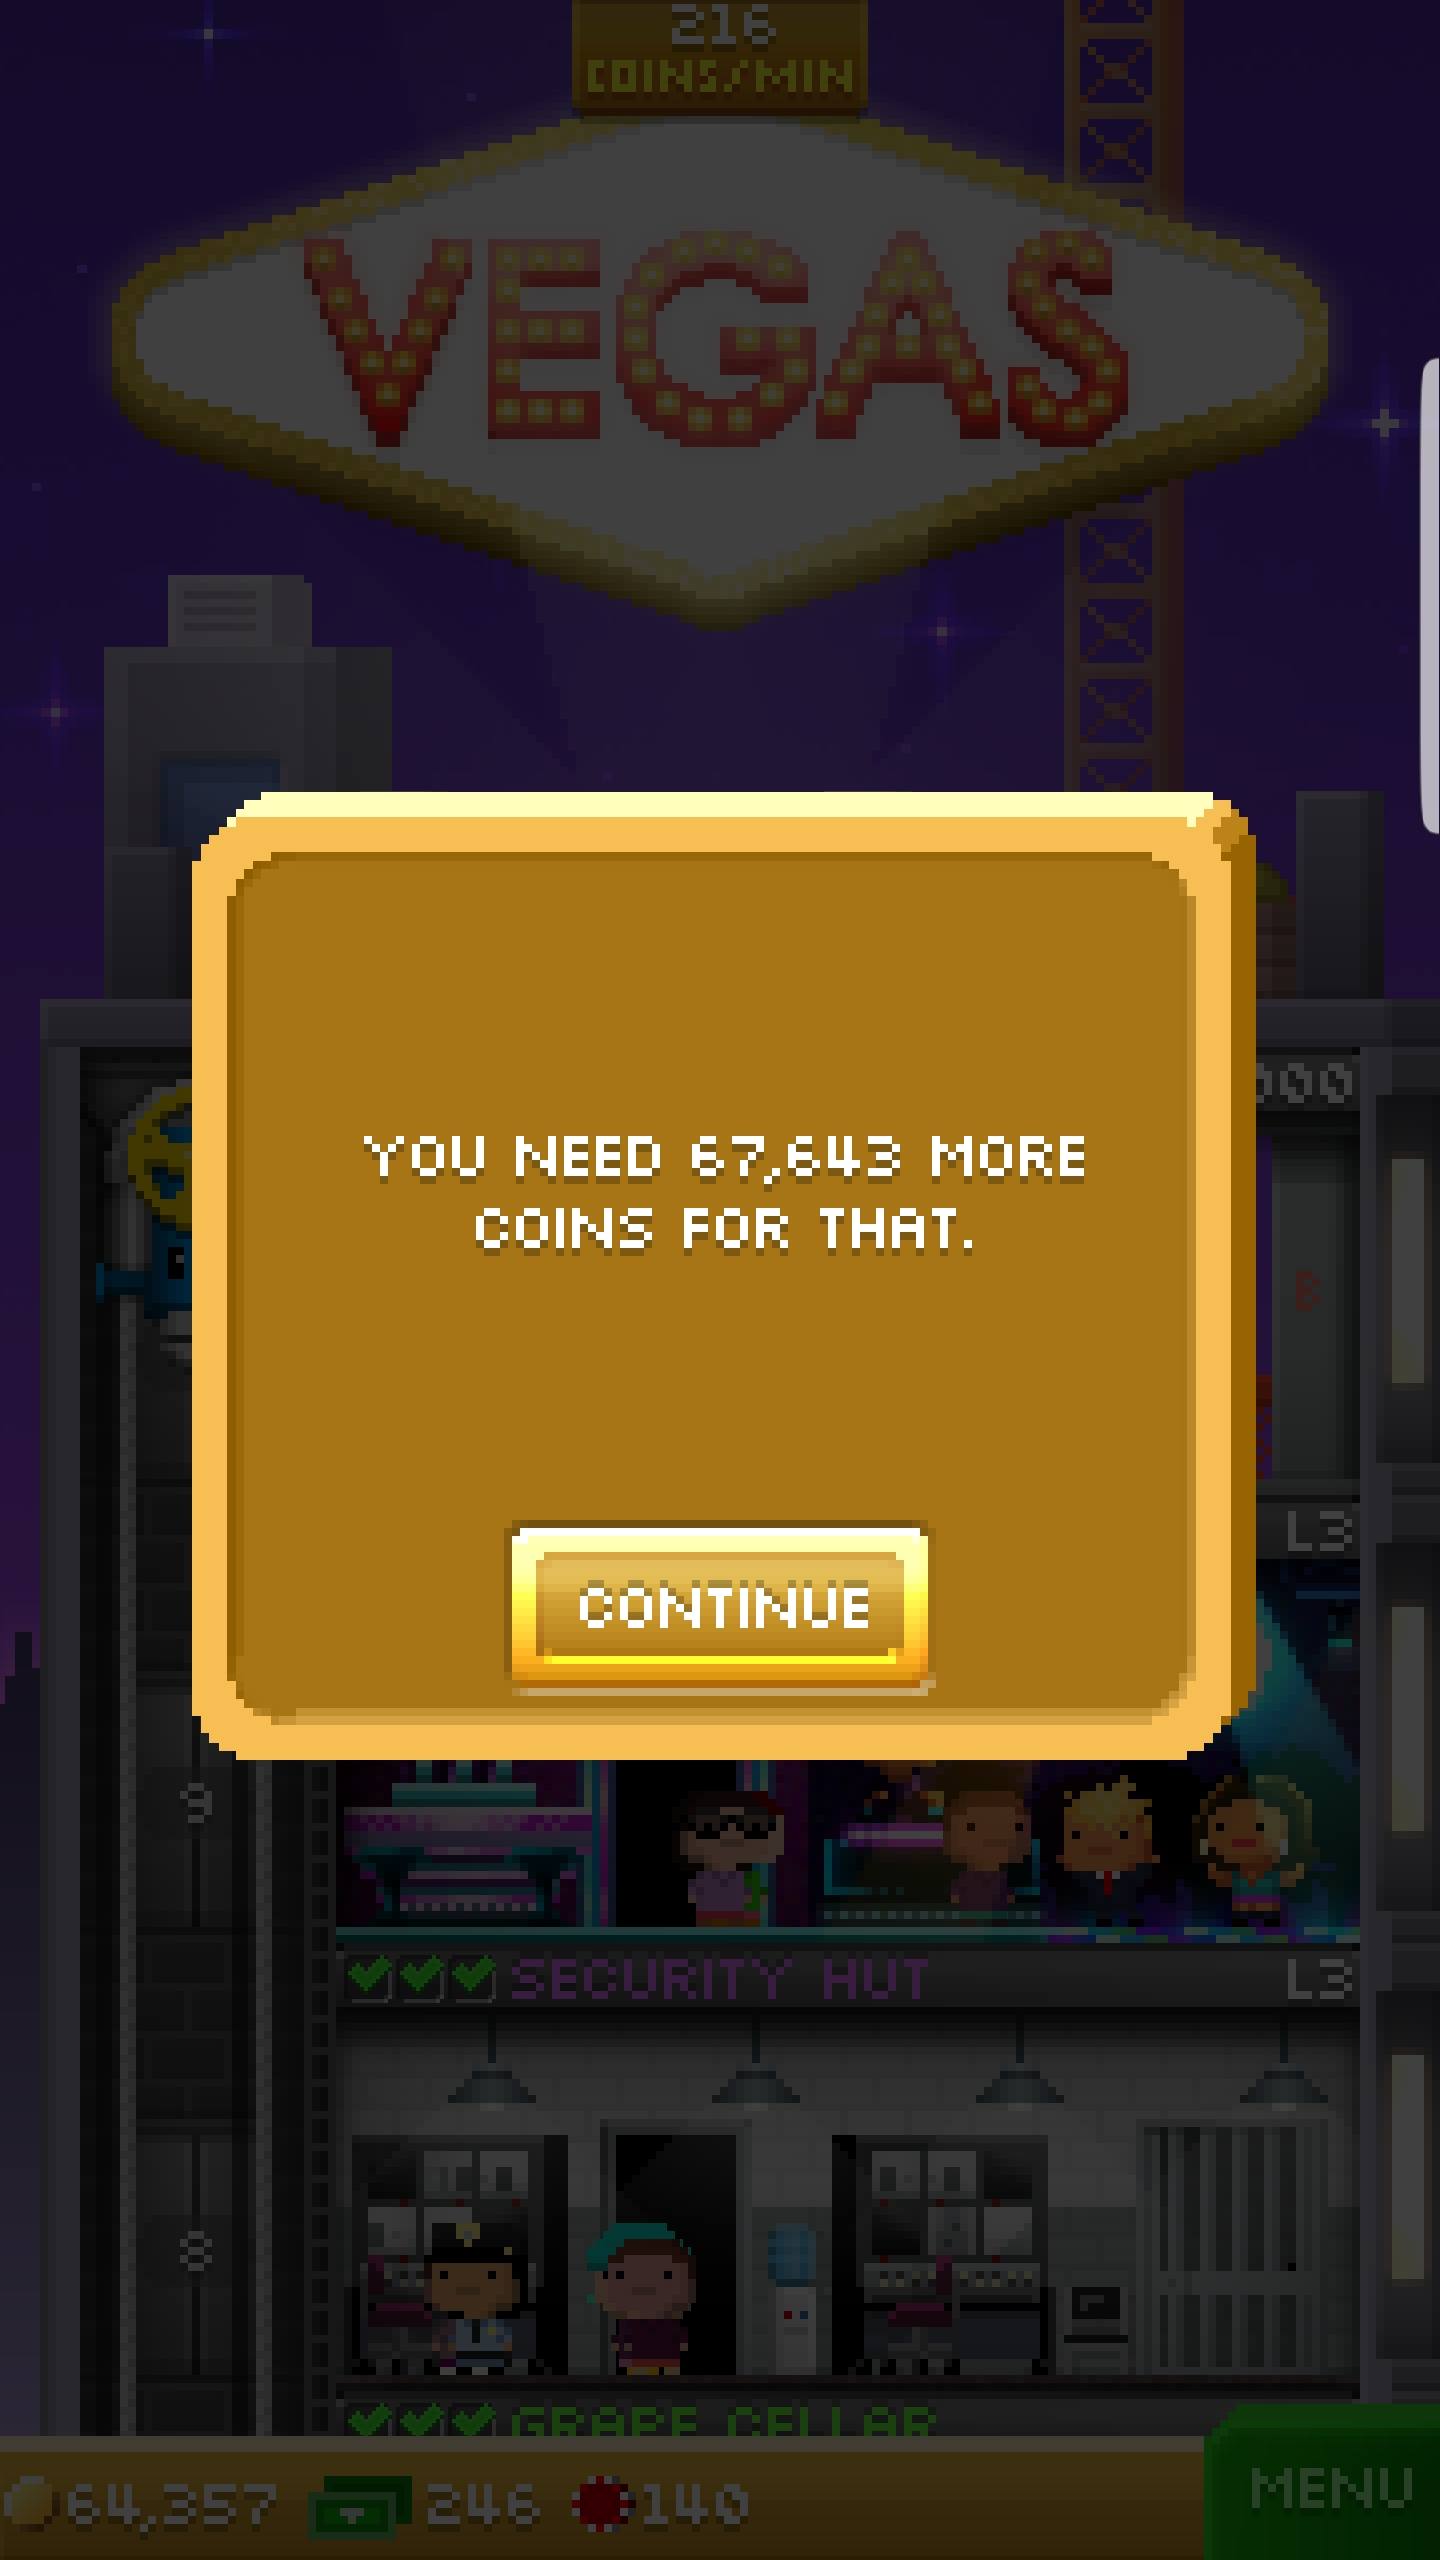 216
COINS/MIN
VEGAS
000
B
YOU NEED 67,643 MORE
COINS FOR THAT.
L3
CONTINUE
9
SECURITY HUT L3
8
GRAPE CELLAR
64,357 246 140
MENU